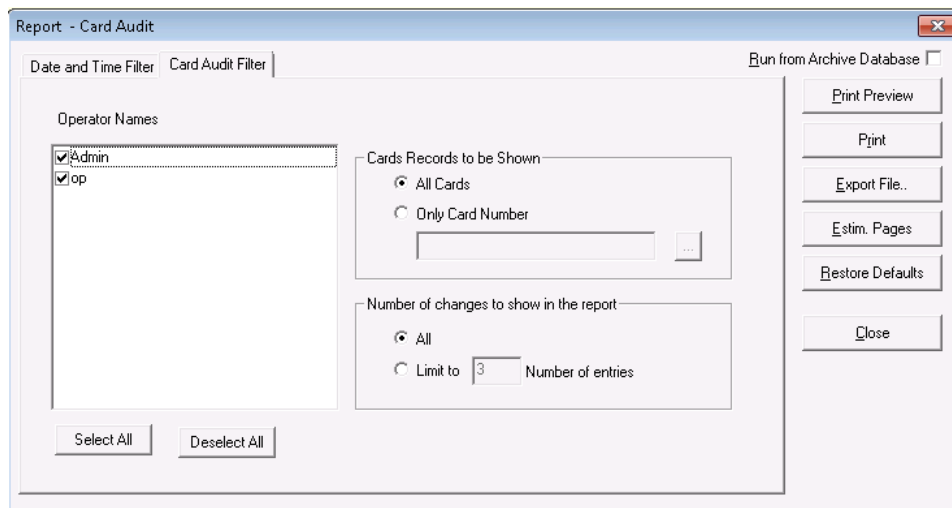 Report - Card Audit
Date and Time Filter
Card Audit Filter
Run from Archive Database
Operator Names
Admin
op
Cards Records to be Shown
All Cards
Only Card Number
...
Number of changes to show in the report
All
Limit to 3 Number of entries
Select All
Deselect All
Print Preview
Print
Export File..
Estim. Pages
Restore Defaults
Close